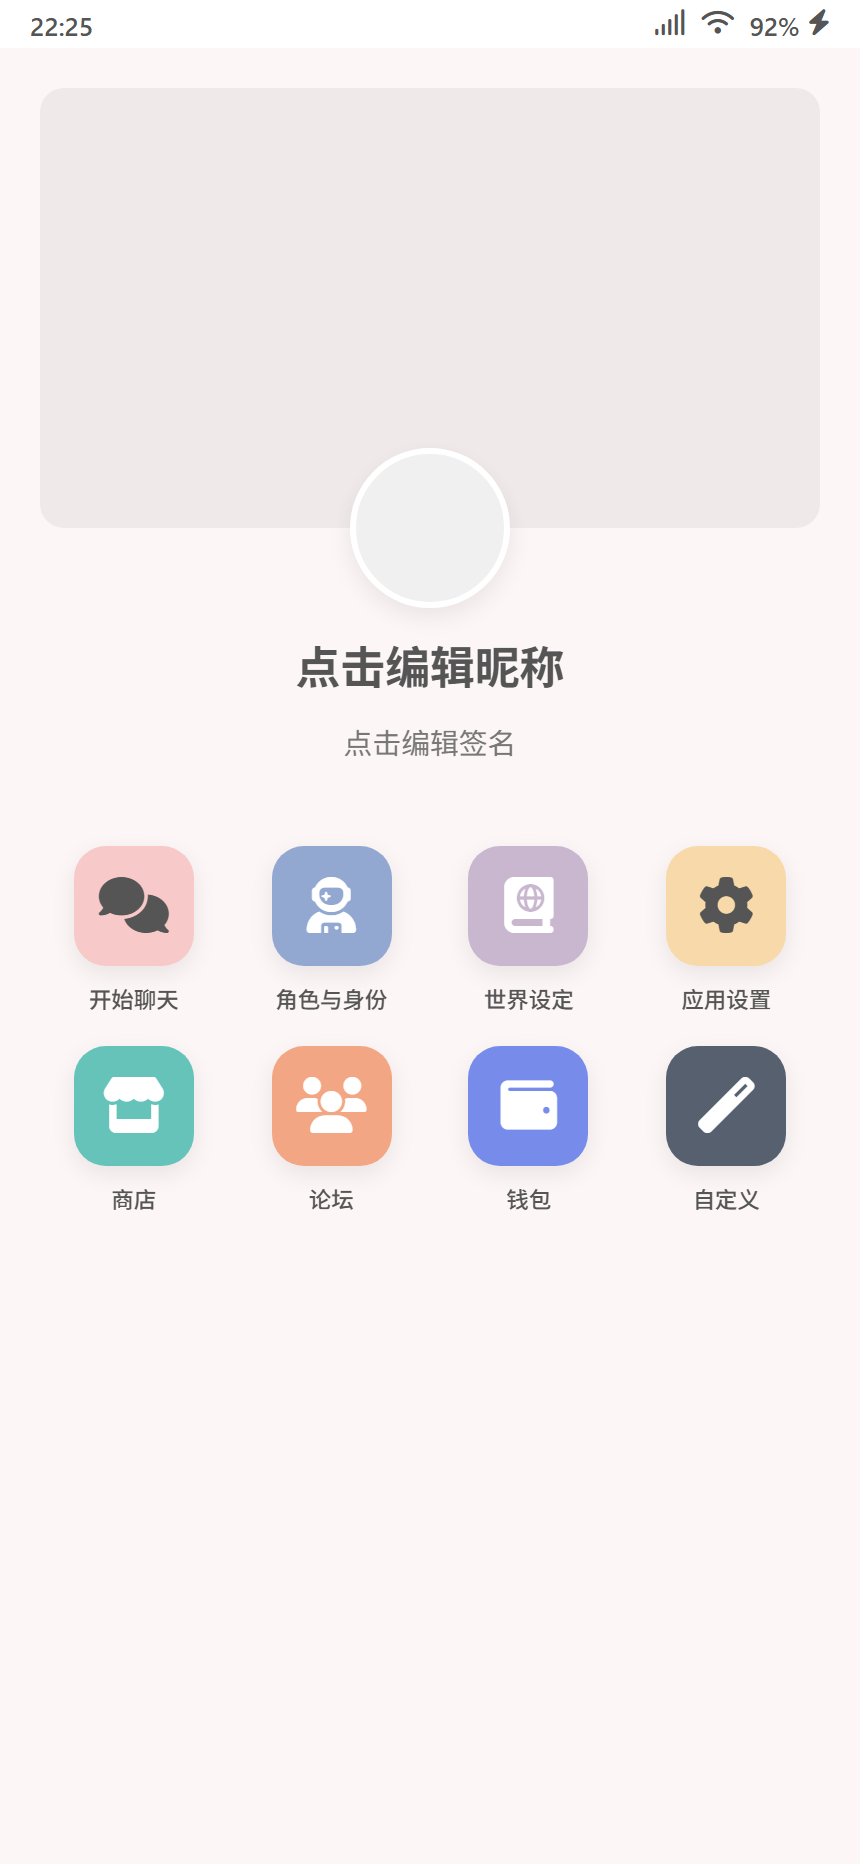 22:25 92%
点击编辑昵称
点击编辑签名
开始聊天 角色与身份 世界设定 应用设置
商店 论坛 钱包 自定义